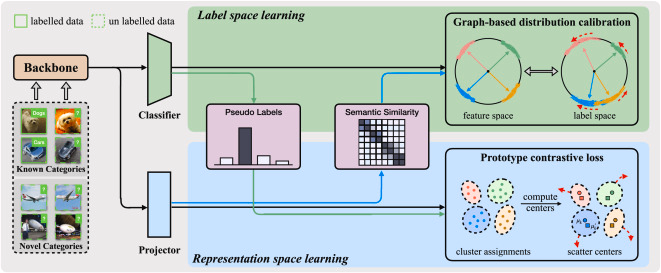 labelled data
un labelled data
Label space learning
Graph-based distribution calibration
Backbone
Classifier
feature space
label space
Dogs
?
Cars
?
Known Categories
?
?
?
?
Novel Categories
Pseudo Labels
Semantic Similarity
Prototype contrastive loss
compute
centers
cluster assignments
scatter centers
Projector
Representation space learning